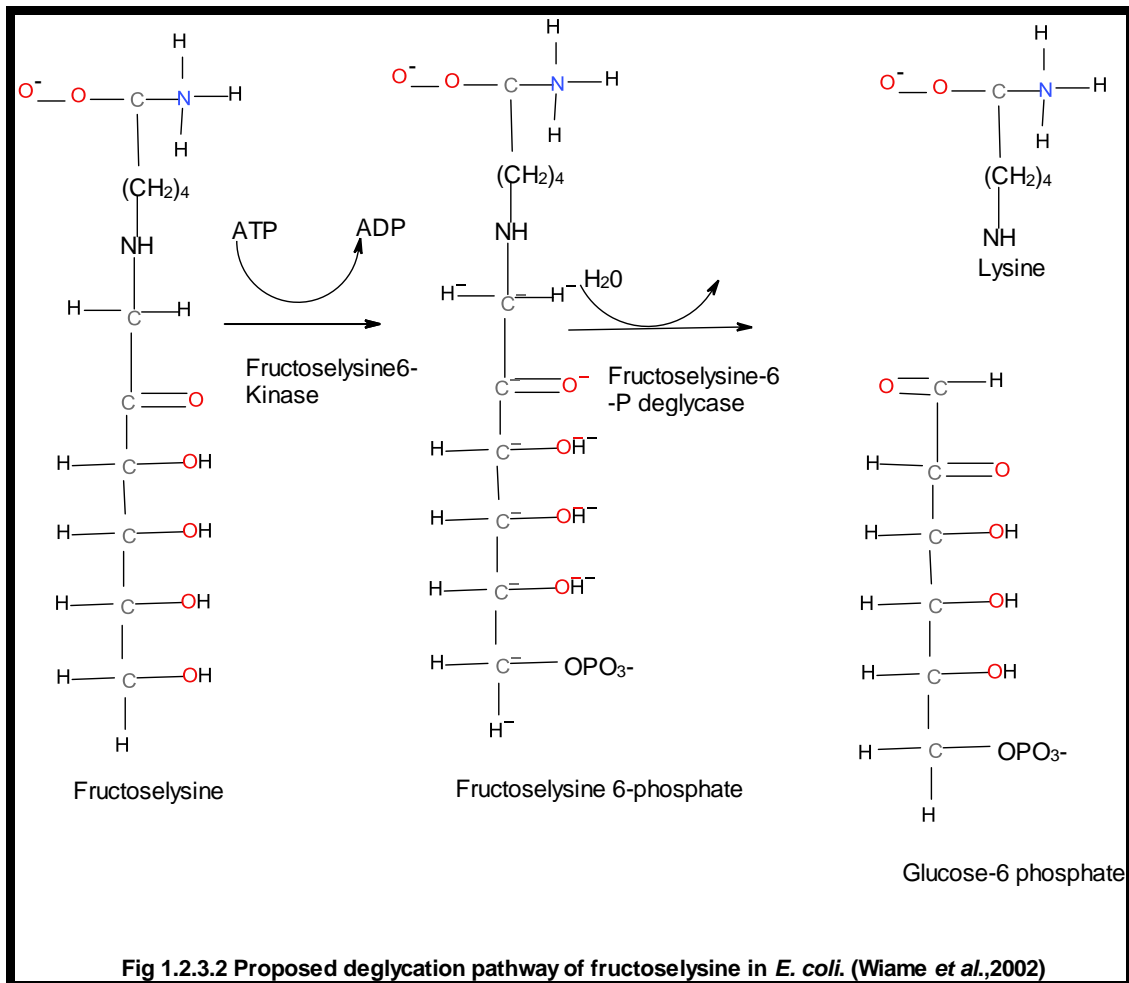 H
O- O C N H
H
(CH2)4
NH
H C H
C O
H C OH
H C OH
H C OH
H C OH
H
Fructoselysine
ATP ADP
Fructoselysine6-
Kinase
H
O- O C N H
H
(CH2)4
NH
H- C- H-
C- O-
H C- OH-
H C- OH-
H C- OH-
H C- OPO3-
H-
Fructoselysine 6-phosphate
H20
Fructoselysine-6
-P deglycase
H
O- O C N H
H
(CH2)4
NH
Lysine
O C H
H C O
H C OH
H C OH
H C OH
H C OPO3-
H
Glucose-6 phosphate
Fig 1.2.3.2 Proposed deglycation pathway of fructoselysine in E. coli. (Wiame et al.,2002)